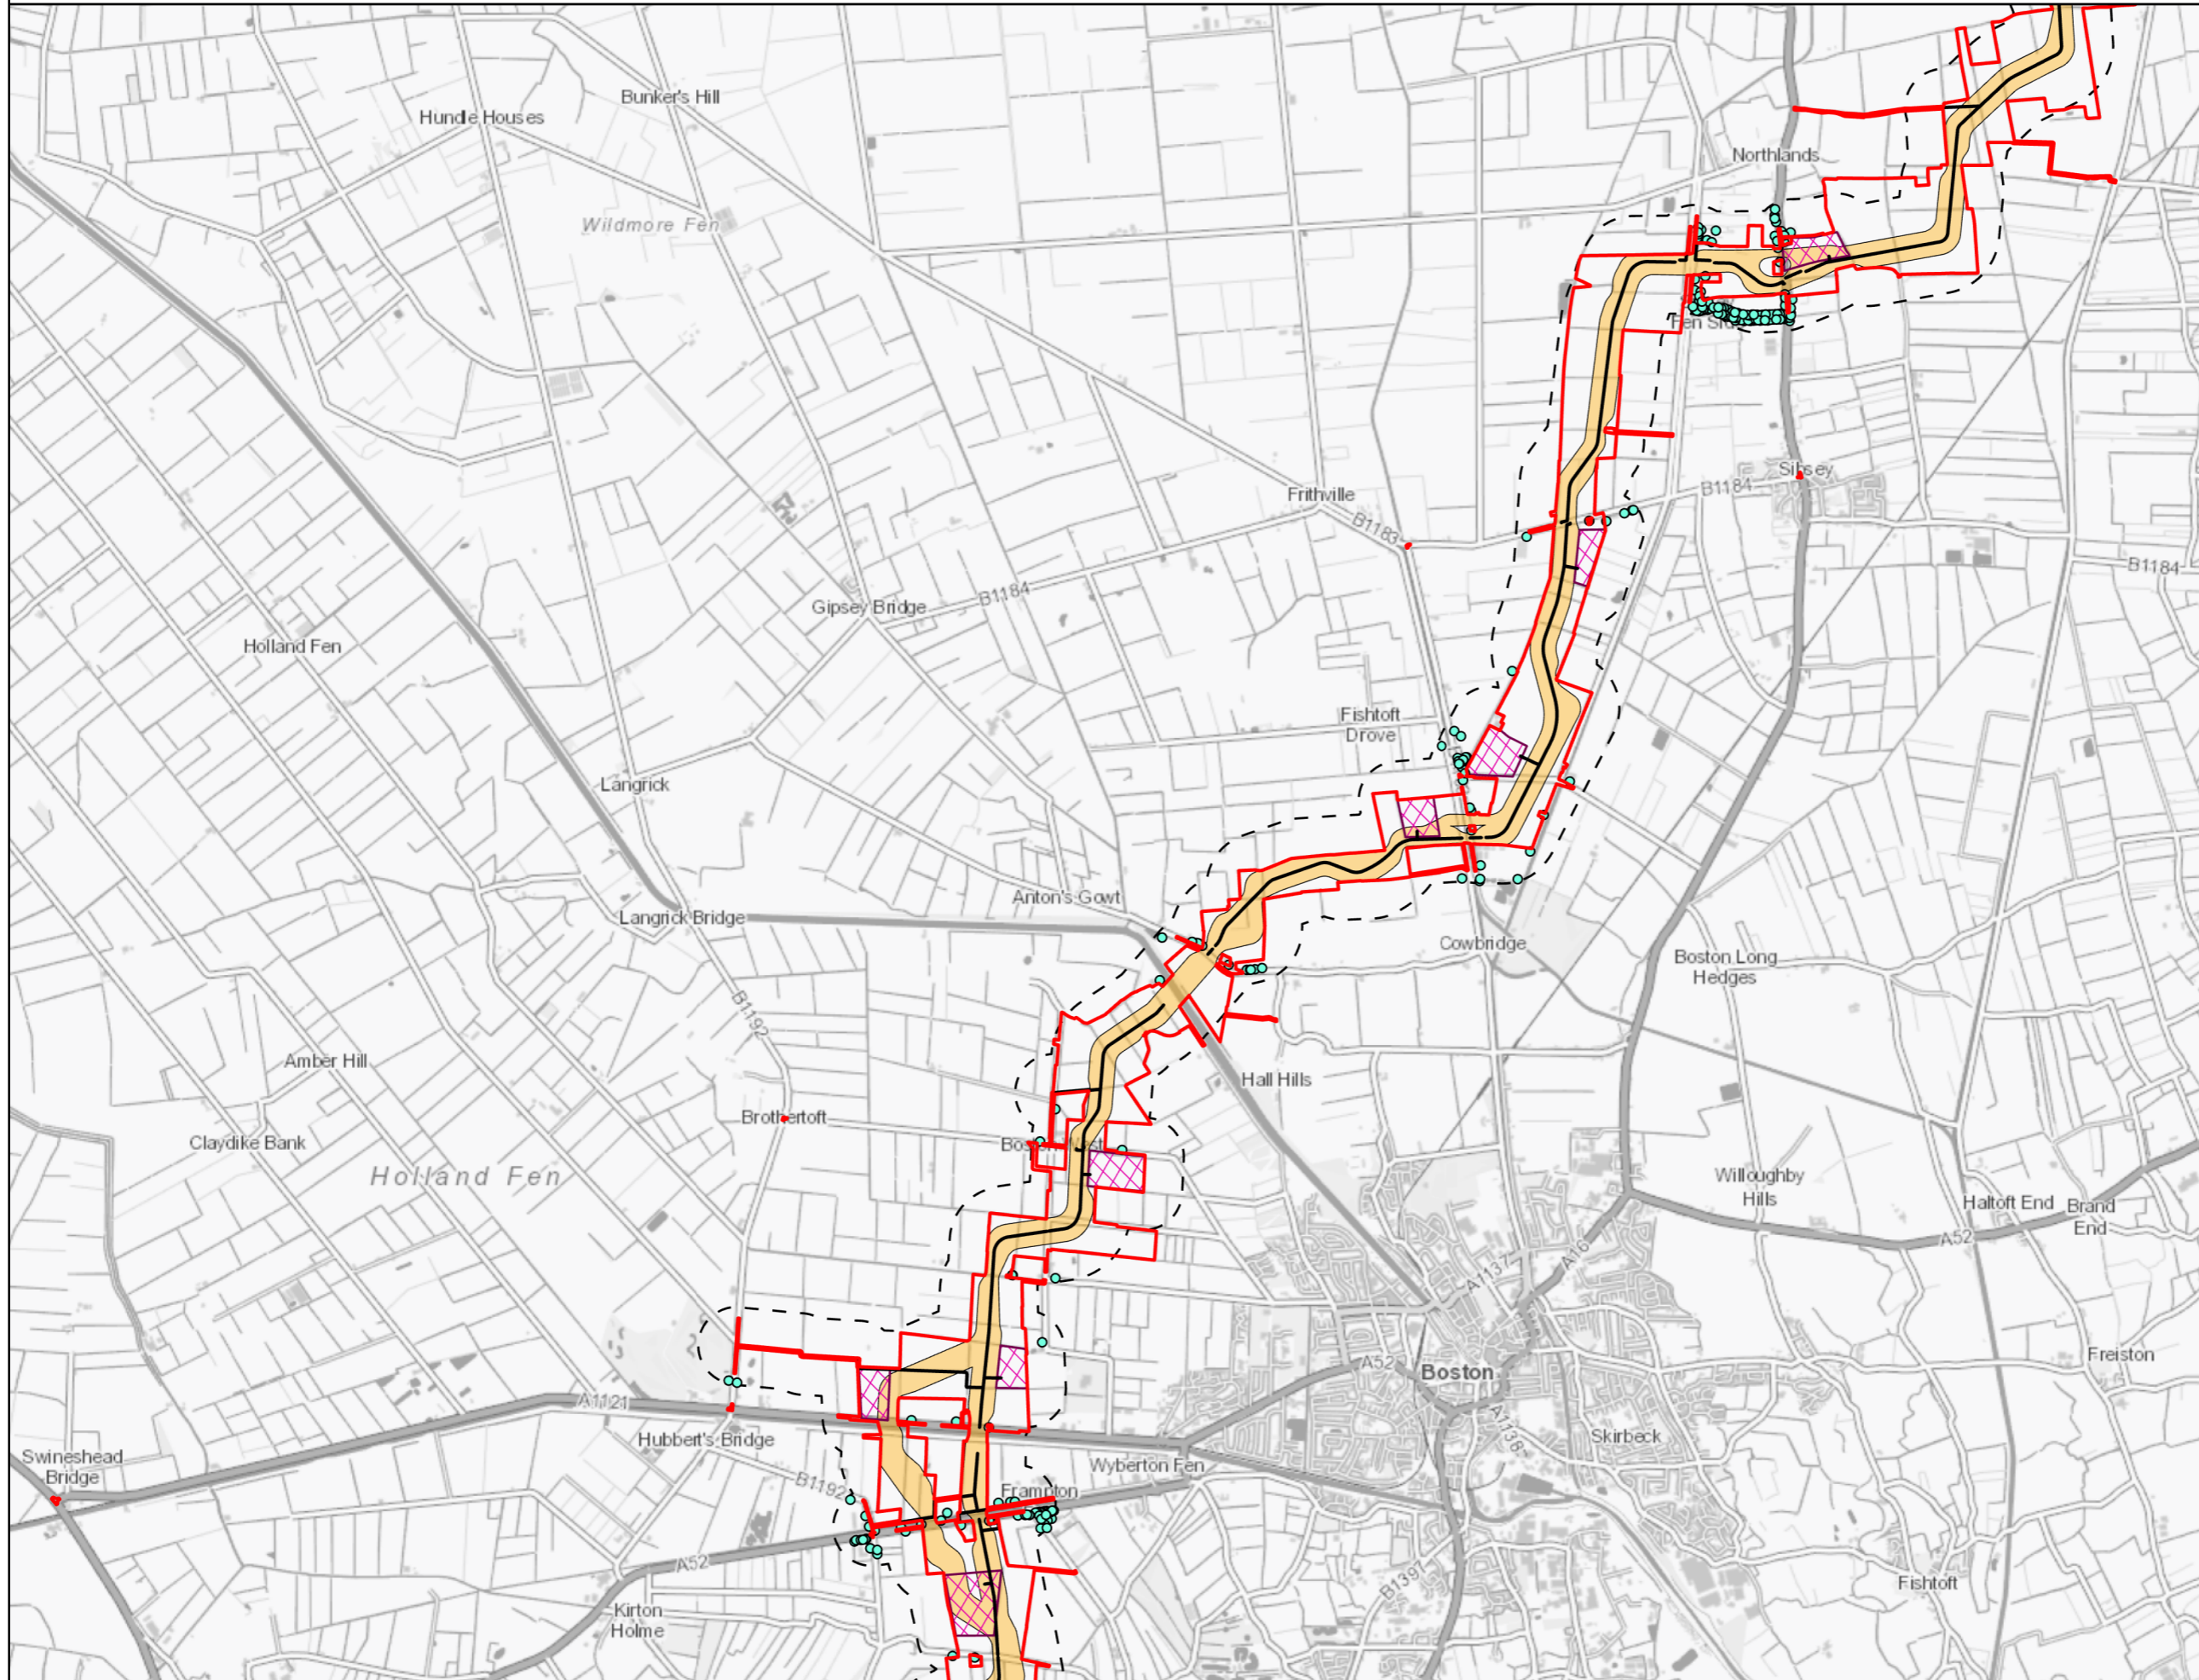 Bunker's Hill
Hundle Houses
Northlands
Wildmore Fen
Fen Side
Sibsey
B1184
Frithville
B1183
B1184
B1184
Gipsey Bridge
Holland Fen
Fishtoft
Drove
Langrick
Anton's Gowt
Langrick Bridge
Cowbridge
Boston Long
Hedges
B1192
Amber Hill
Hall Hills
Brothertoft
Claydike Bank
Boston West
Holland Fen
Willoughby
Hills
Haltoft End
Brand
End
A52
A16
A1137
Freiston
A52
Boston
A1121
A1138
Hubbert's Bridge
Skirbeck
Swineshead
Bridge
Wyberton Fen
B1192
Frampton
A52
B1397
Fishtoft
Kirton
Holme